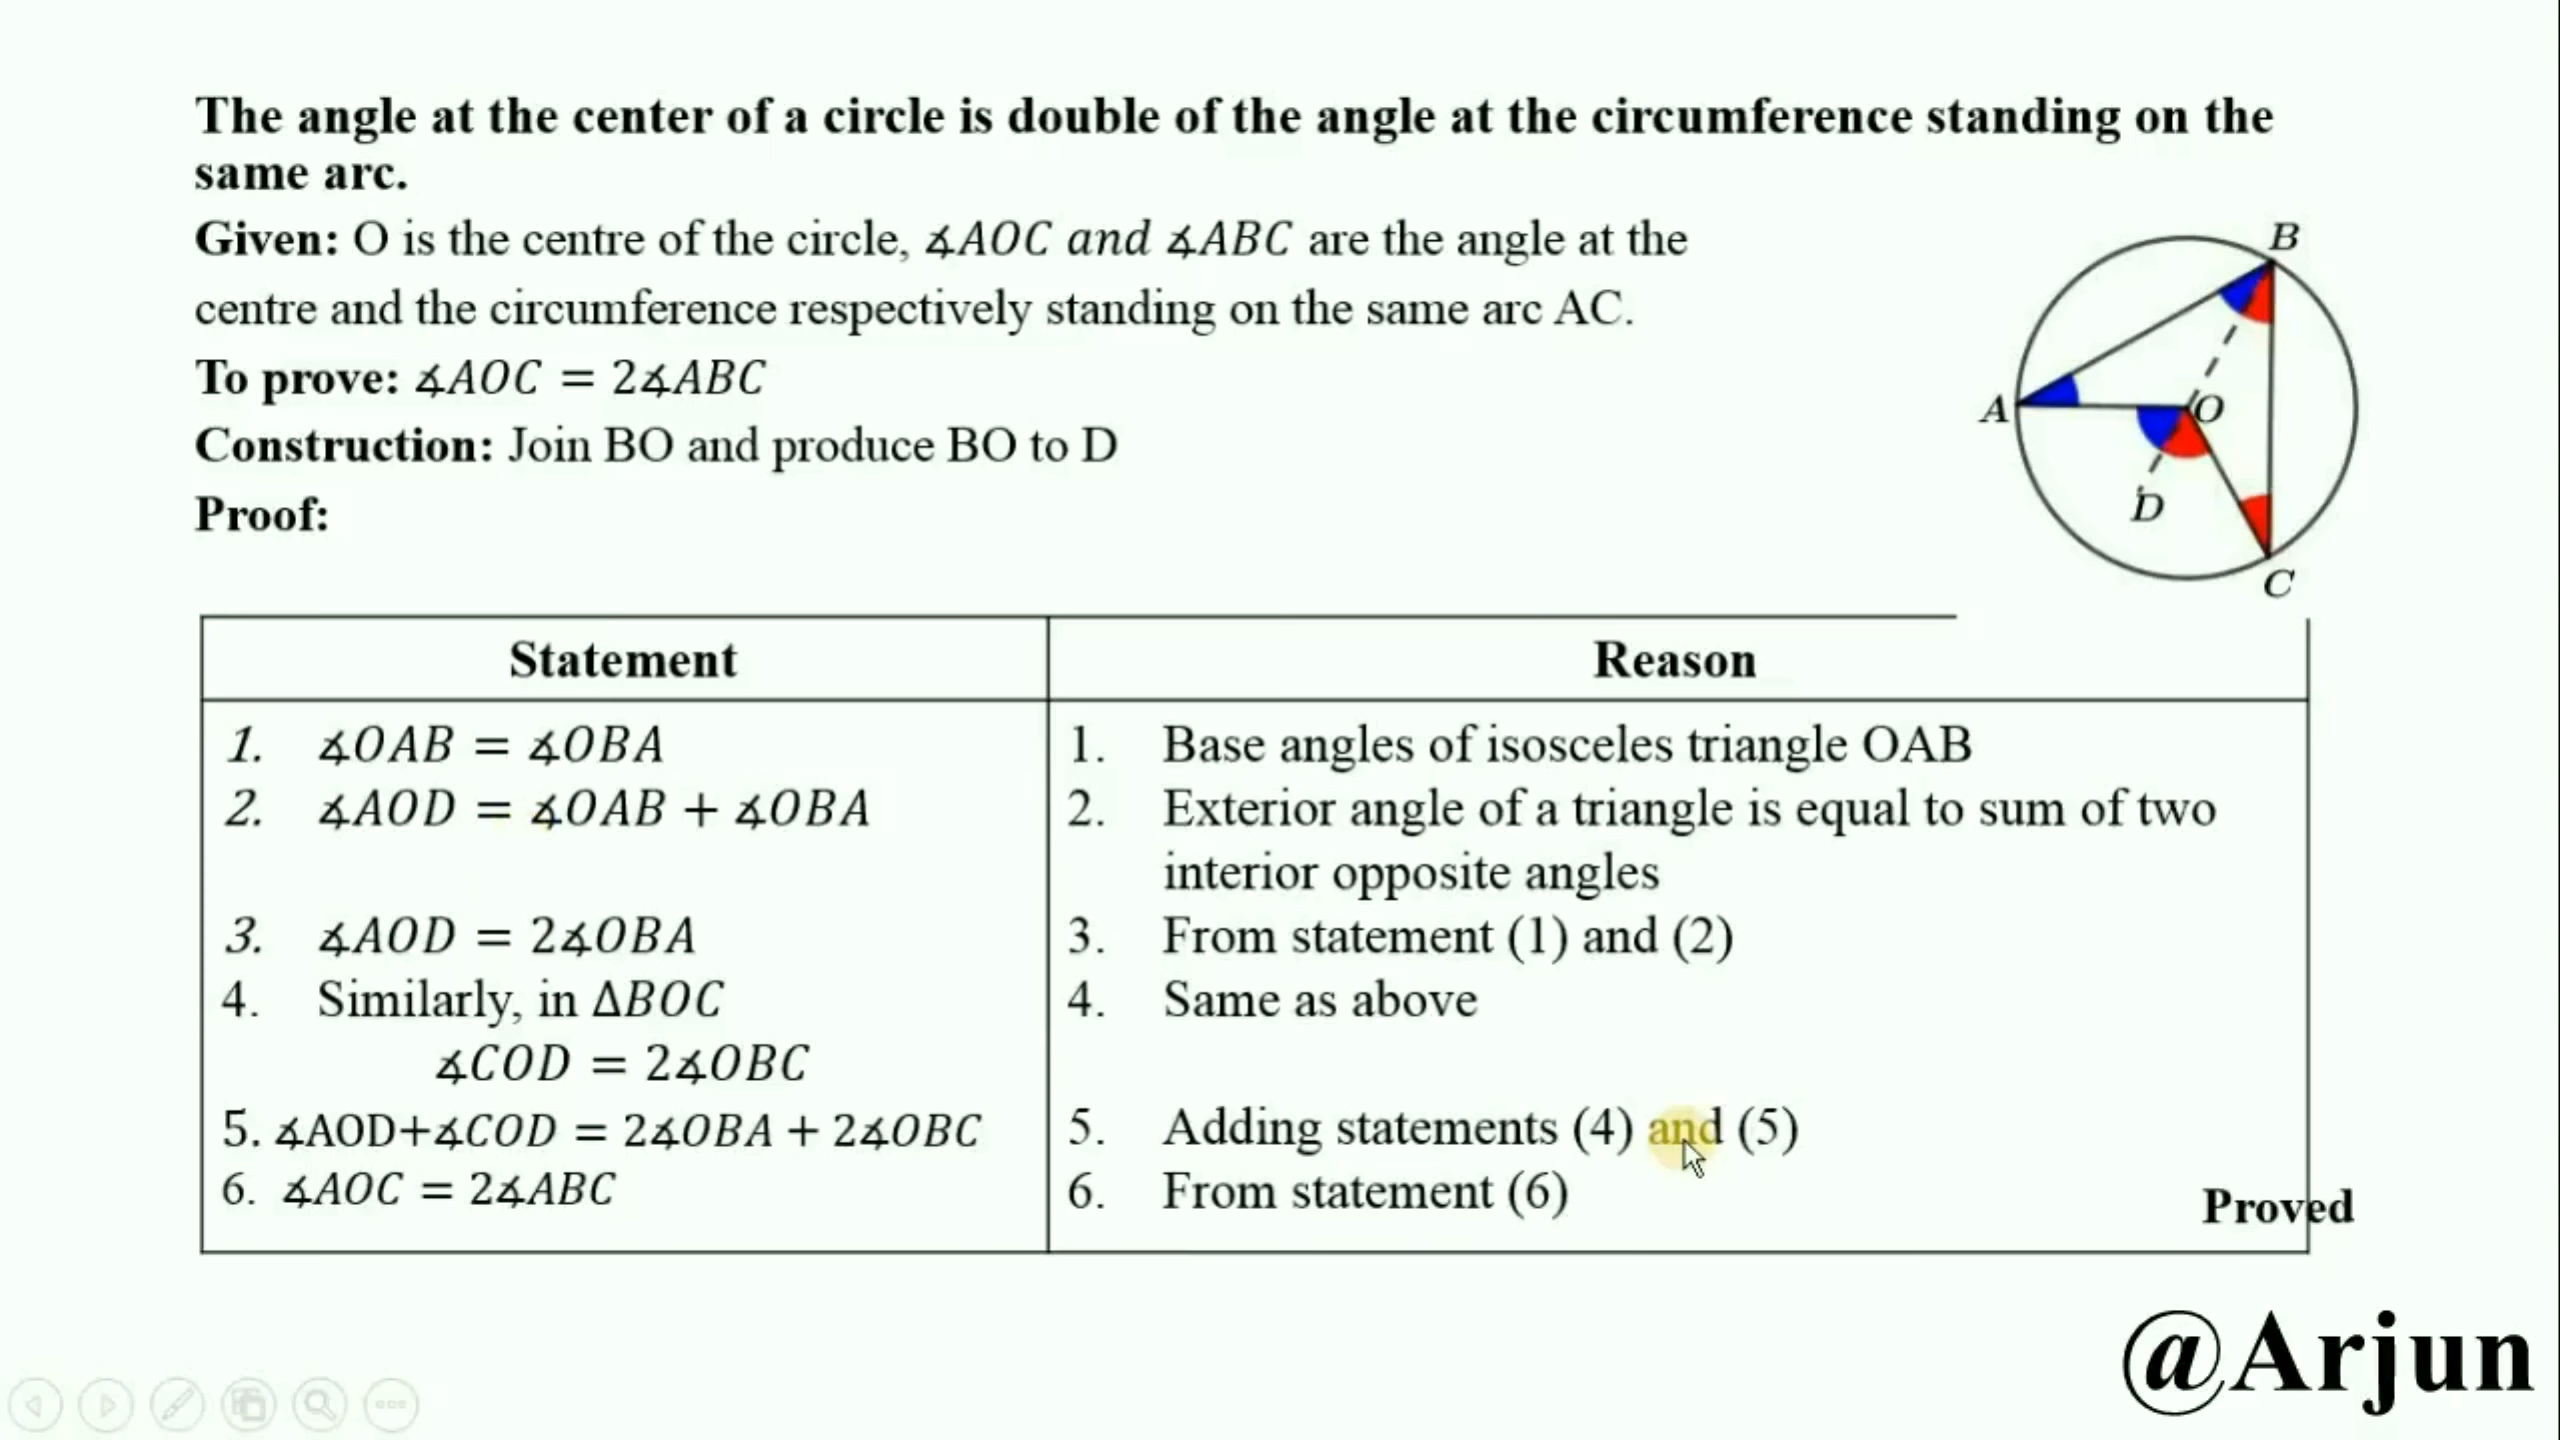 The angle at the center of a circle is double of the angle at the circumference standing on the
same arc.
Given: O is the centre of the circle, ∡AOC and ∡ABC are the angle at the
centre and the circumference respectively standing on the same arc AC.
To prove: ∡AOC = 2∡ABC
Construction: Join BO and produce BO to D
Proof:
B
A
O
D
C
Statement
Reason
1. ∡OAB = ∡OBA
1. Base angles of isosceles triangle OAB
2. ∡AOD = ∡OAB + ∡OBA
2. Exterior angle of a triangle is equal to sum of two
interior opposite angles
3. ∡AOD = 2∡OBA
3. From statement (1) and (2)
4. Similarly, in ΔBOC
4. Same as above
∡COD = 2∡OBC
5. ∡AOD+∡COD = 2∡OBA + 2∡OBC
5. Adding statements (4) and (5)
6. ∡AOC = 2∡ABC
6. From statement (6)
Proved
@Arjun